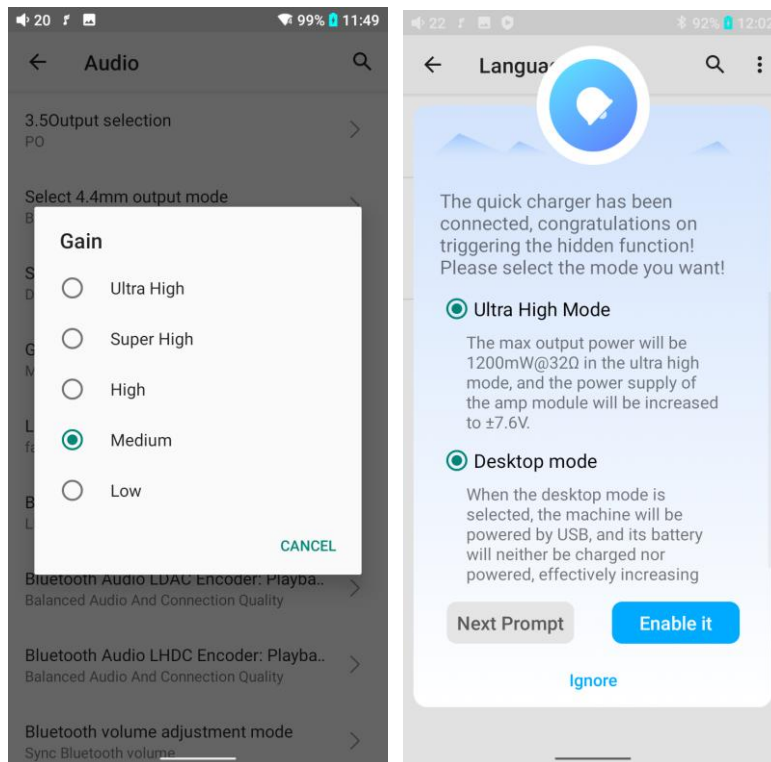 20
99%
11:49
Audio
3.5Output selection
PO
Select 4.4mm output mode
B
Gain
Ultra High
Super High
High
Medium
Low
CANCEL
Bluetooth Audio LDAC Encoder: Playba..
Balanced Audio And Connection Quality
Bluetooth Audio LHDC Encoder: Playba..
Balanced Audio And Connection Quality
Bluetooth volume adjustment mode
Sync Bluetooth volume
22
92%
12:02
Langua
The quick charger has been
connected, congratulations on
triggering the hidden function!
Please select the mode you want!
Ultra High Mode
The max output power will be
1200mW@32Ω in the ultra high
mode, and the power supply of
the amp module will be increased
to ±7.6V.
Desktop mode
When the desktop mode is
selected, the machine will be
powered by USB, and its battery
will neither be charged nor
powered, effectively increasing
Next Prompt
Enable it
Ignore